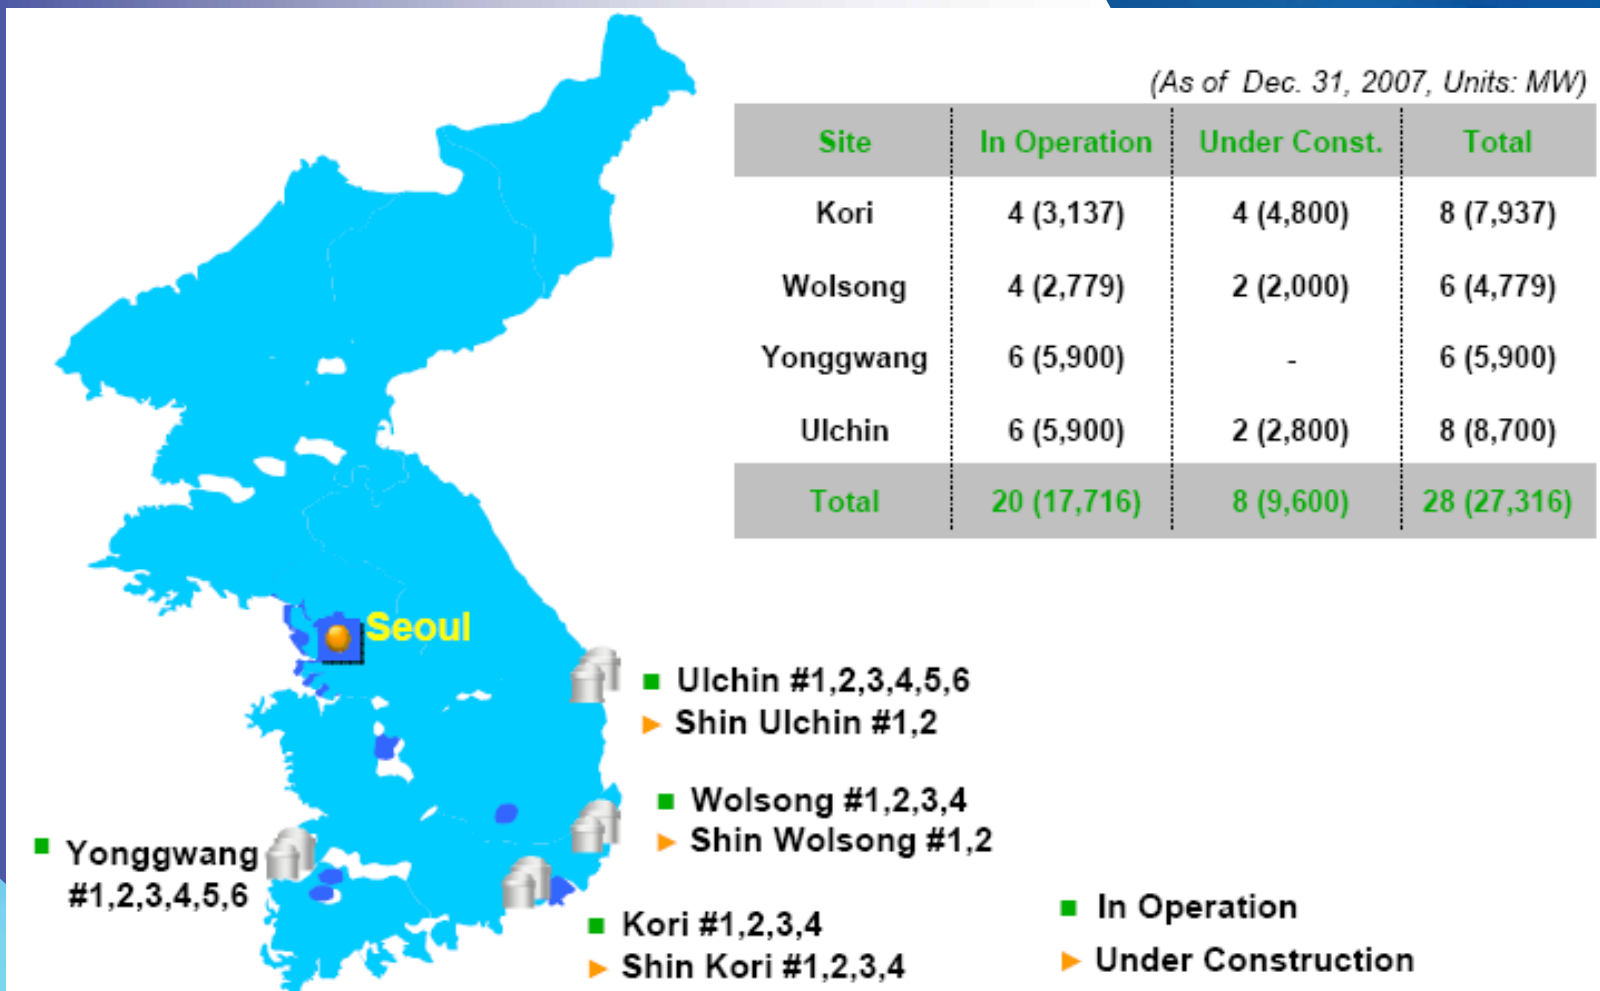 (As of Dec. 31, 2007, Units: MW)
Site In Operation Under Const. Total
Kori 4 (3,137) 4 (4,800) 8 (7,937)
Wolsong 4 (2,779) 2 (2,000) 6 (4,779)
Yonggwang 6 (5,900) - 6 (5,900)
Ulchin 6 (5,900) 2 (2,800) 8 (8,700)
Total 20 (17,716) 8 (9,600) 28 (27,316)
Seoul
Ulchin #1,2,3,4,5,6
Shin Ulchin #1,2
Wolsong #1,2,3,4
Shin Wolsong #1,2
Yonggwang
#1,2,3,4,5,6
Kori #1,2,3,4
Shin Kori #1,2,3,4
In Operation
Under Construction